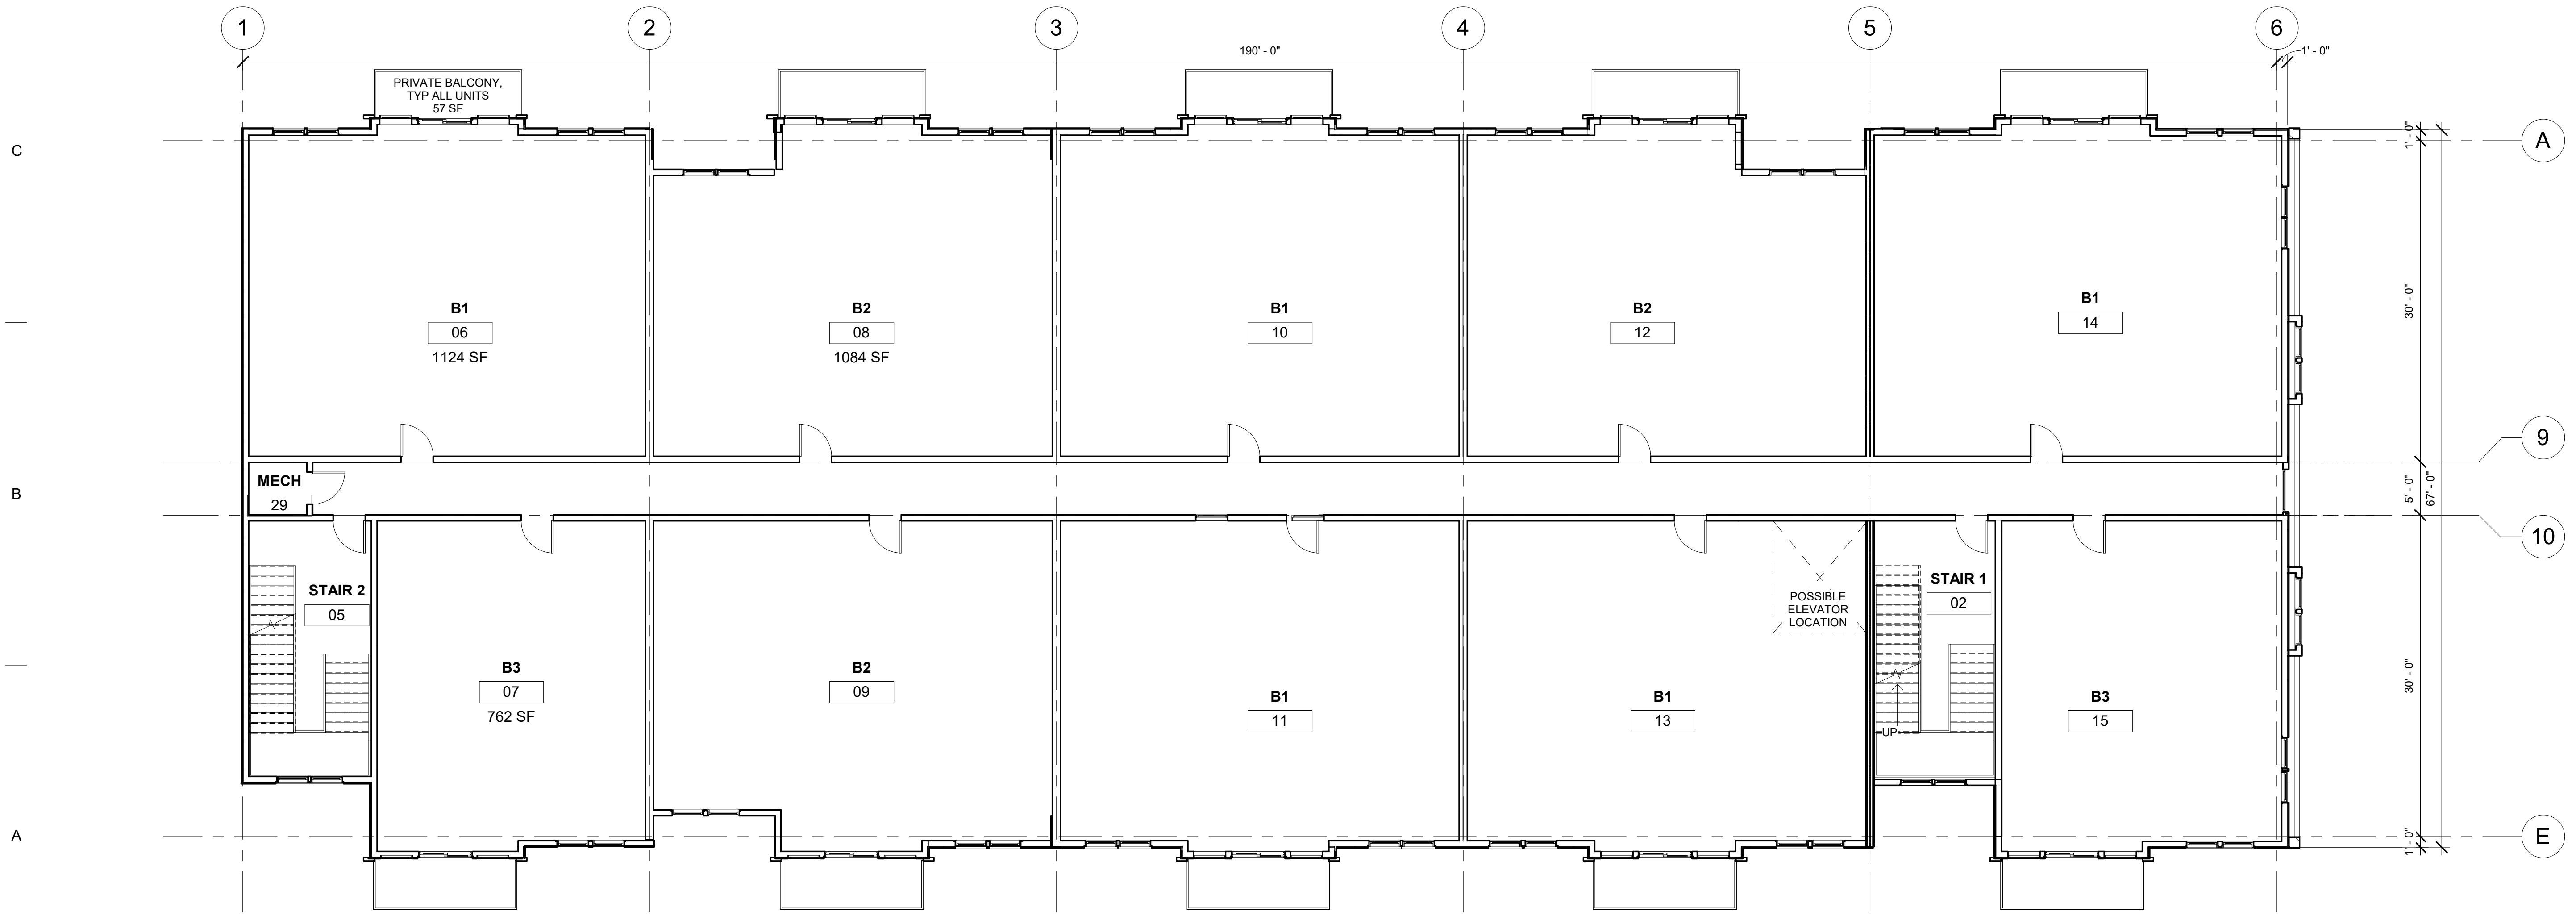 1
2
3
4
5
6
190' - 0"
1' - 0"
PRIVATE BALCONY,
TYP ALL UNITS
57 SF
C
A
1' - 0"
30' - 0"
B1
06
1124 SF
B2
08
1084 SF
B1
10
B2
12
B1
14
9
MECH
29
B
5' - 0"
67' - 0"
10
STAIR 2
05
POSSIBLE
ELEVATOR
LOCATION
STAIR 1
02
UP
B3
07
762 SF
B2
09
B1
11
B1
13
B3
15
30' - 0"
A
1' - 0"
E